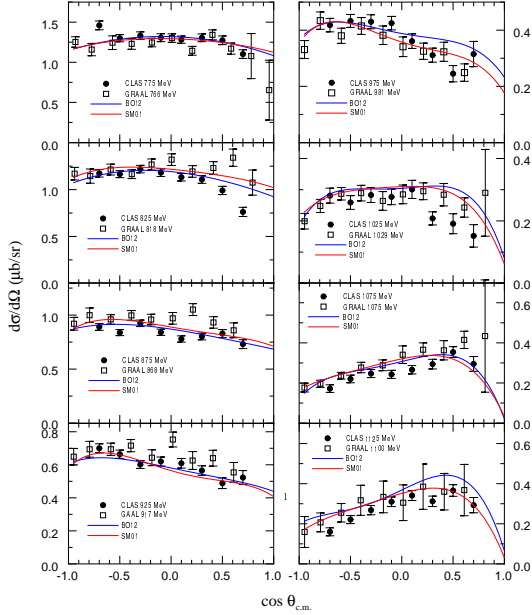 dσ/dΩ (μb/sr)
1.5
1.25
0.0
CLAS 775 MeV
GRAAL 766 MeV
BO12
SM01
1.25
0.0
CLAS 825 MeV
GRAAL 818 MeV
BO12
SM01
1.0
0.5
0.0
CLAS 875 MeV
GRAAL 868 MeV
BO12
SM01
0.8
0.6
0.4
0.2
0.0
CLAS 925 MeV
GAAL 917 MeV
BO12
SM01
-1.0
-0.5
0.0
0.5
1.0
0.4
0.2
0.0
CLAS 975 MeV
GRAAL 981 MeV
BO12
SM01
0.4
0.2
0.0
CLAS 1025 MeV
GRAAL 1029 MeV
BO12
SM01
0.4
0.2
0.0
CLAS 1075 MeV
GRAAL 1075 MeV
BO12
SM01
0.4
0.2
0.0
CLAS 1125 MeV
GRAAL 1100 MeV
BO12
SM01
-1.0
-0.5
0.0
0.5
1.0
1
cos θc.m.